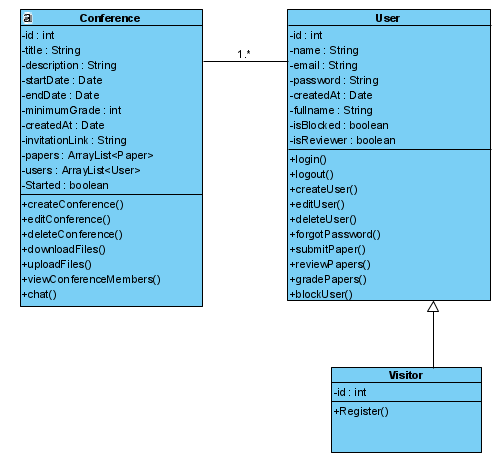 a Conference
-id : int
-title : String
-description : String
-startDate : Date
-endDate : Date
-minimumGrade : int
-createdAt : Date
-invitationLink : String
-papers : ArrayList<Paper>
-users : ArrayList<User>
-Started : boolean
+createConference()
+editConference()
+deleteConference()
+downloadFiles()
+uploadFiles()
+viewConferenceMembers()
+chat()
1.*
User
-id : int
-name : String
-email : String
-password : String
-createdAt : Date
-fullname : String
-isBlocked : boolean
-isReviewer : boolean
+login()
+logout()
+createUser()
+editUser()
+deleteUser()
+forgotPassword()
+submitPaper()
+reviewPapers()
+gradePapers()
+blockUser()
Visitor
-id : int
+Register()